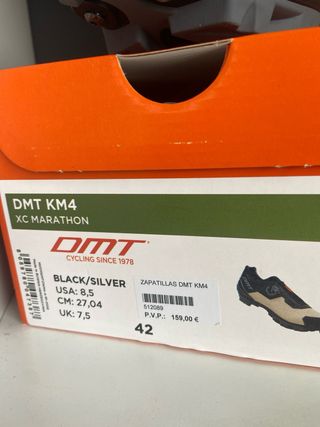 DMT KM4
XC MARATHON
DMT
CYCLING SINCE 1978
BLACK/SILVER
USA: 8,5
CM: 27,04
UK: 7,5
42
ZAPATILLAS DMT KM4
512089
P.V.P.: 159,00 €